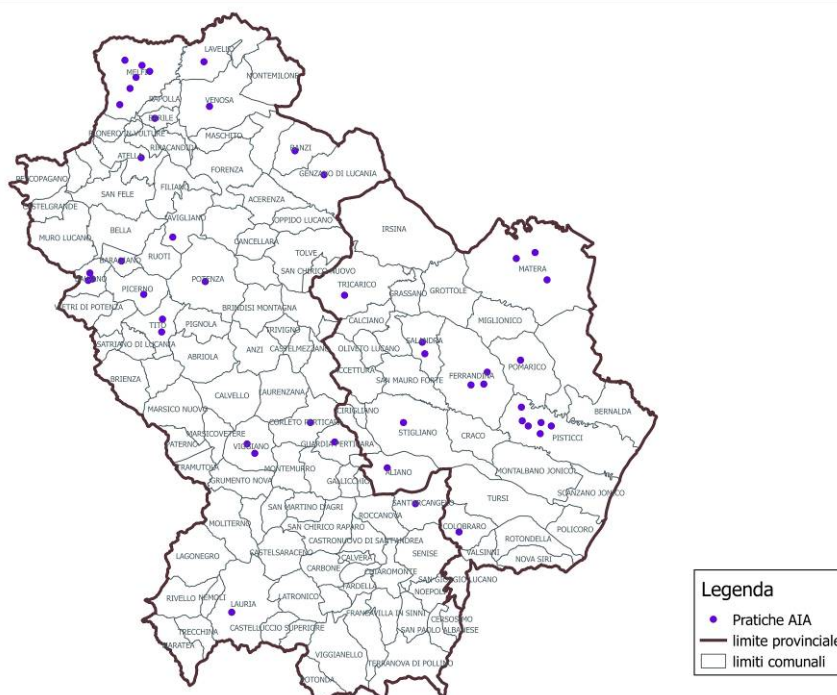 LAVELLO
MELFI
MONTEMILONE
RAPOLLA
VENOSA
BARILE
RIONERO IN VULTURE
MASCHITO
RIPACANDIDA
BANZI
ATELLA
GENZANO DI LUCANIA
FORENZA
PESCOPAGANO
FILIANO
SAN FELE
ACERENZA
CASTELGRANDE
AVIGLIANO
OPPIDO LUCANO
IRSINA
BELLA
MURO LUCANO
CANCELLARA
RUOTI
TOLVE
BARAGIANO
MATERA
SAN CHIRICO NUOVO
POTENZA
GROTTOLE
PICERNO
TRICARICO
GRASSANO
VIETRI DI POTENZA
BRINDISI MONTAGNA
MIGLIONICO
CALCIANO
TITO
PIGNOLA
TRIVIGNO
SATRIANO DI LUCANIA
SALANDRA
ANZI
CASTELMEZZANO
OLIVETO LUCANO
ABRIOLA
POMARICO
ACCETTURA
FERRANDINA
BRIENZA
SAN MAURO FORTE
LAURENZANA
CALVELLO
BERNALDA
MARSICO NUOVO
CIRIGLIANO
PISTICCI
CORLETO PERTICARA
STIGLIANO
MARSICOVETERE
CRACO
PATERNO
VIGGIANO
GUARDIA PERTICARA
TRAMUTOLA
MONTEMURRO
ALIANO
MONTALBANO JONICO
GRUMENTO NOVA
GALLICCHIO
SCANZANO JONICO
TURSI
SANT'ARCANGELO
SAN MARTINO D'AGRI
ROCCANOVA
MOLITERNO
SAN CHIRICO RAPARO
POLICORO
COLOBRARO
CASTRONUOVO DI SANT'ANDREA
ROTONDELLA
LAGONEGRO
CASTELSARACENO
CALVERA
SENISE
VALSINNI
NOVA SIRI
CARBONE
CHIAROMONTE
SAN GIORGIO LUCANO
FARDELLA
RIVELLO
NEMOLI
LATRONICO
NOEPOLI
LAURIA
FRANCAVILLA IN SINNI
CERSOSIMO
TRECCHINA
CASTELLUCCIO SUPERIORE
SAN PAOLO ALBANESE
MARATEA
VIGGIANELLO
TERRANOVA DI POLLINO
ROTONDA
Legenda
Pratiche AIA
limite provinciale
limiti comunali